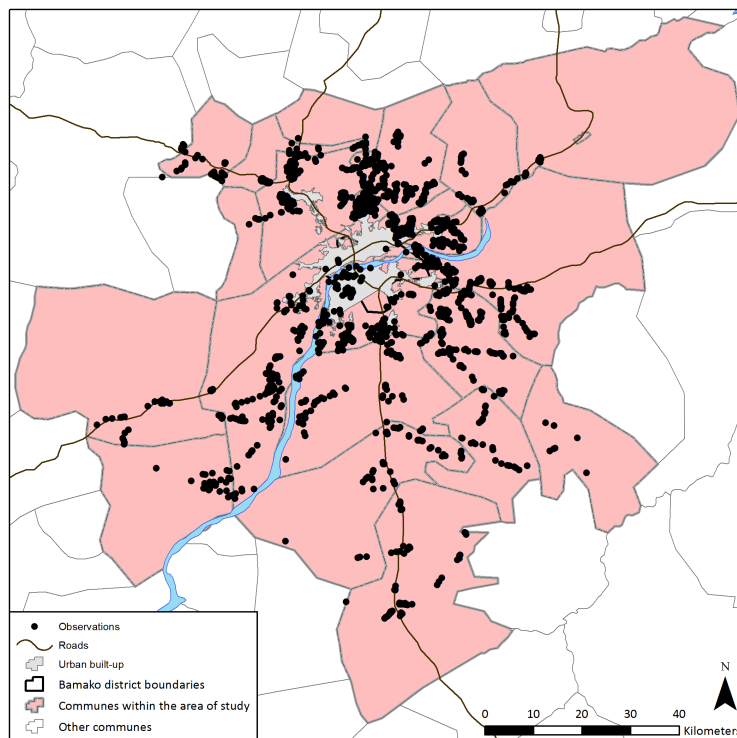 Observations
Roads
Urban built-up
Bamako district boundaries
Communes within the area of study
Other communes
N
0 10 20 30 40
Kilometers